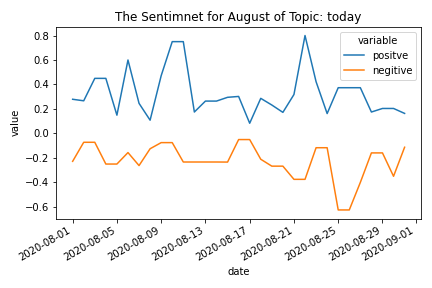 The Sentimnet for August of Topic: today
variable
positve
negitive
value
0.8
0.6
0.4
0.2
0.0
−0.2
−0.4
−0.6
2020-08-01
2020-08-05
2020-08-09
2020-08-13
2020-08-17
2020-08-21
2020-08-25
2020-08-29
2020-09-01
date